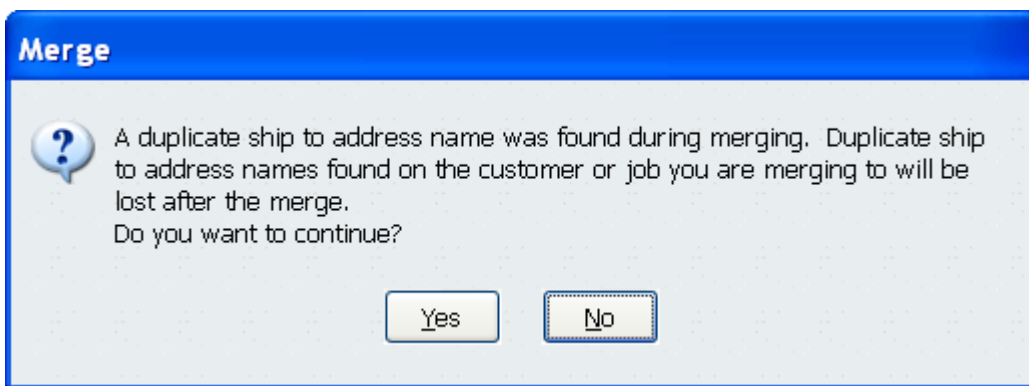 Merge
A duplicate ship to address name was found during merging.  Duplicate ship
to address names found on the customer or job you are merging to will be
lost after the merge.
Do you want to continue?
Yes No